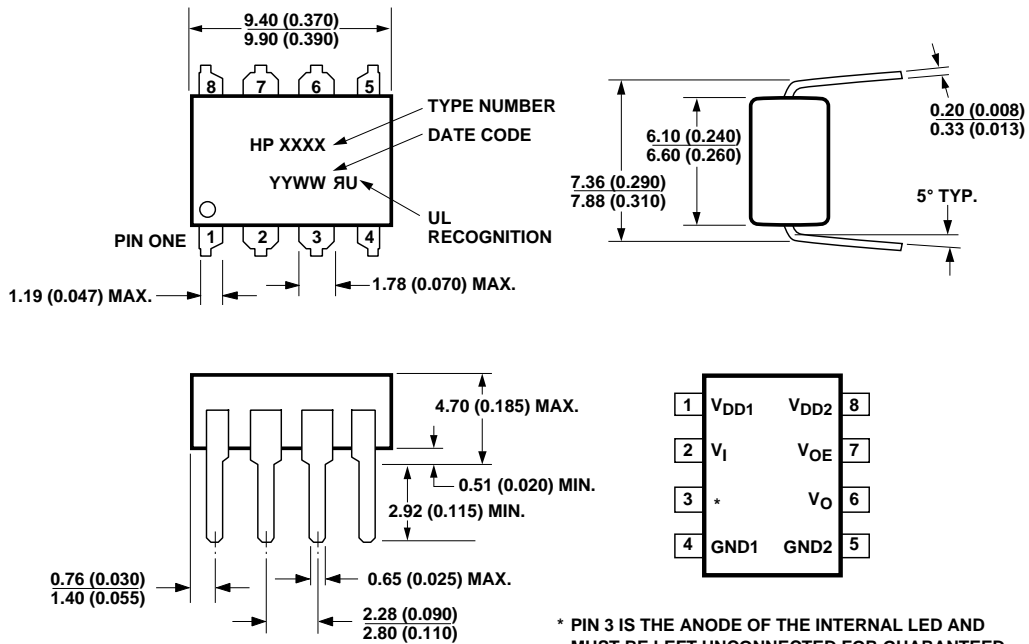 9.40 (0.370)
9.90 (0.390)
8 7 6 5
HP XXXX
YYWW ЯU
TYPE NUMBER
DATE CODE
UL
RECOGNITION
PIN ONE
1 2 3 4
1.19 (0.047) MAX.
1.78 (0.070) MAX.
7.36 (0.290)
7.88 (0.310)
6.10 (0.240)
6.60 (0.260)
0.20 (0.008)
0.33 (0.013)
5° TYP.
4.70 (0.185) MAX.
0.51 (0.020) MIN.
2.92 (0.115) MIN.
0.76 (0.030)
1.40 (0.055)
0.65 (0.025) MAX.
2.28 (0.090)
2.80 (0.110)
1 VDD1 VDD2 8
2 VI VOE 7
3 * VO 6
4 GND1 GND2 5
* PIN 3 IS THE ANODE OF THE INTERNAL LED AND
MUST BE LEFT UNCONNECTED FOR GUARANTEED